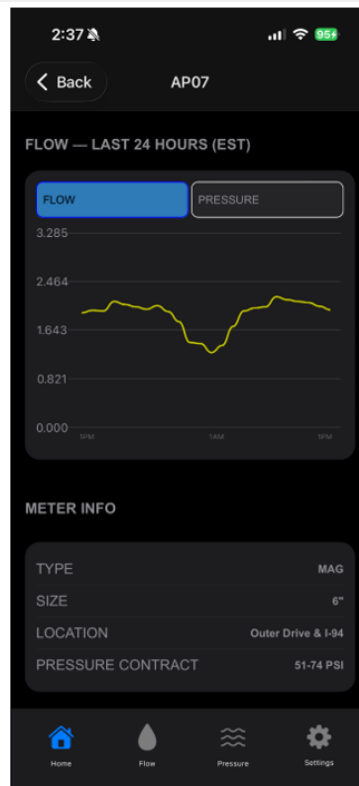 2:37 95
Back AP07
FLOW — LAST 24 HOURS (EST)
FLOW PRESSURE
3.285
2.464
1.643
0.821
0.000
1PM 1AM 1PM
METER INFO
TYPE MAG
SIZE 6"
LOCATION Outer Drive & I-94
PRESSURE CONTRACT 51-74 PSI
Home Flow Pressure Settings